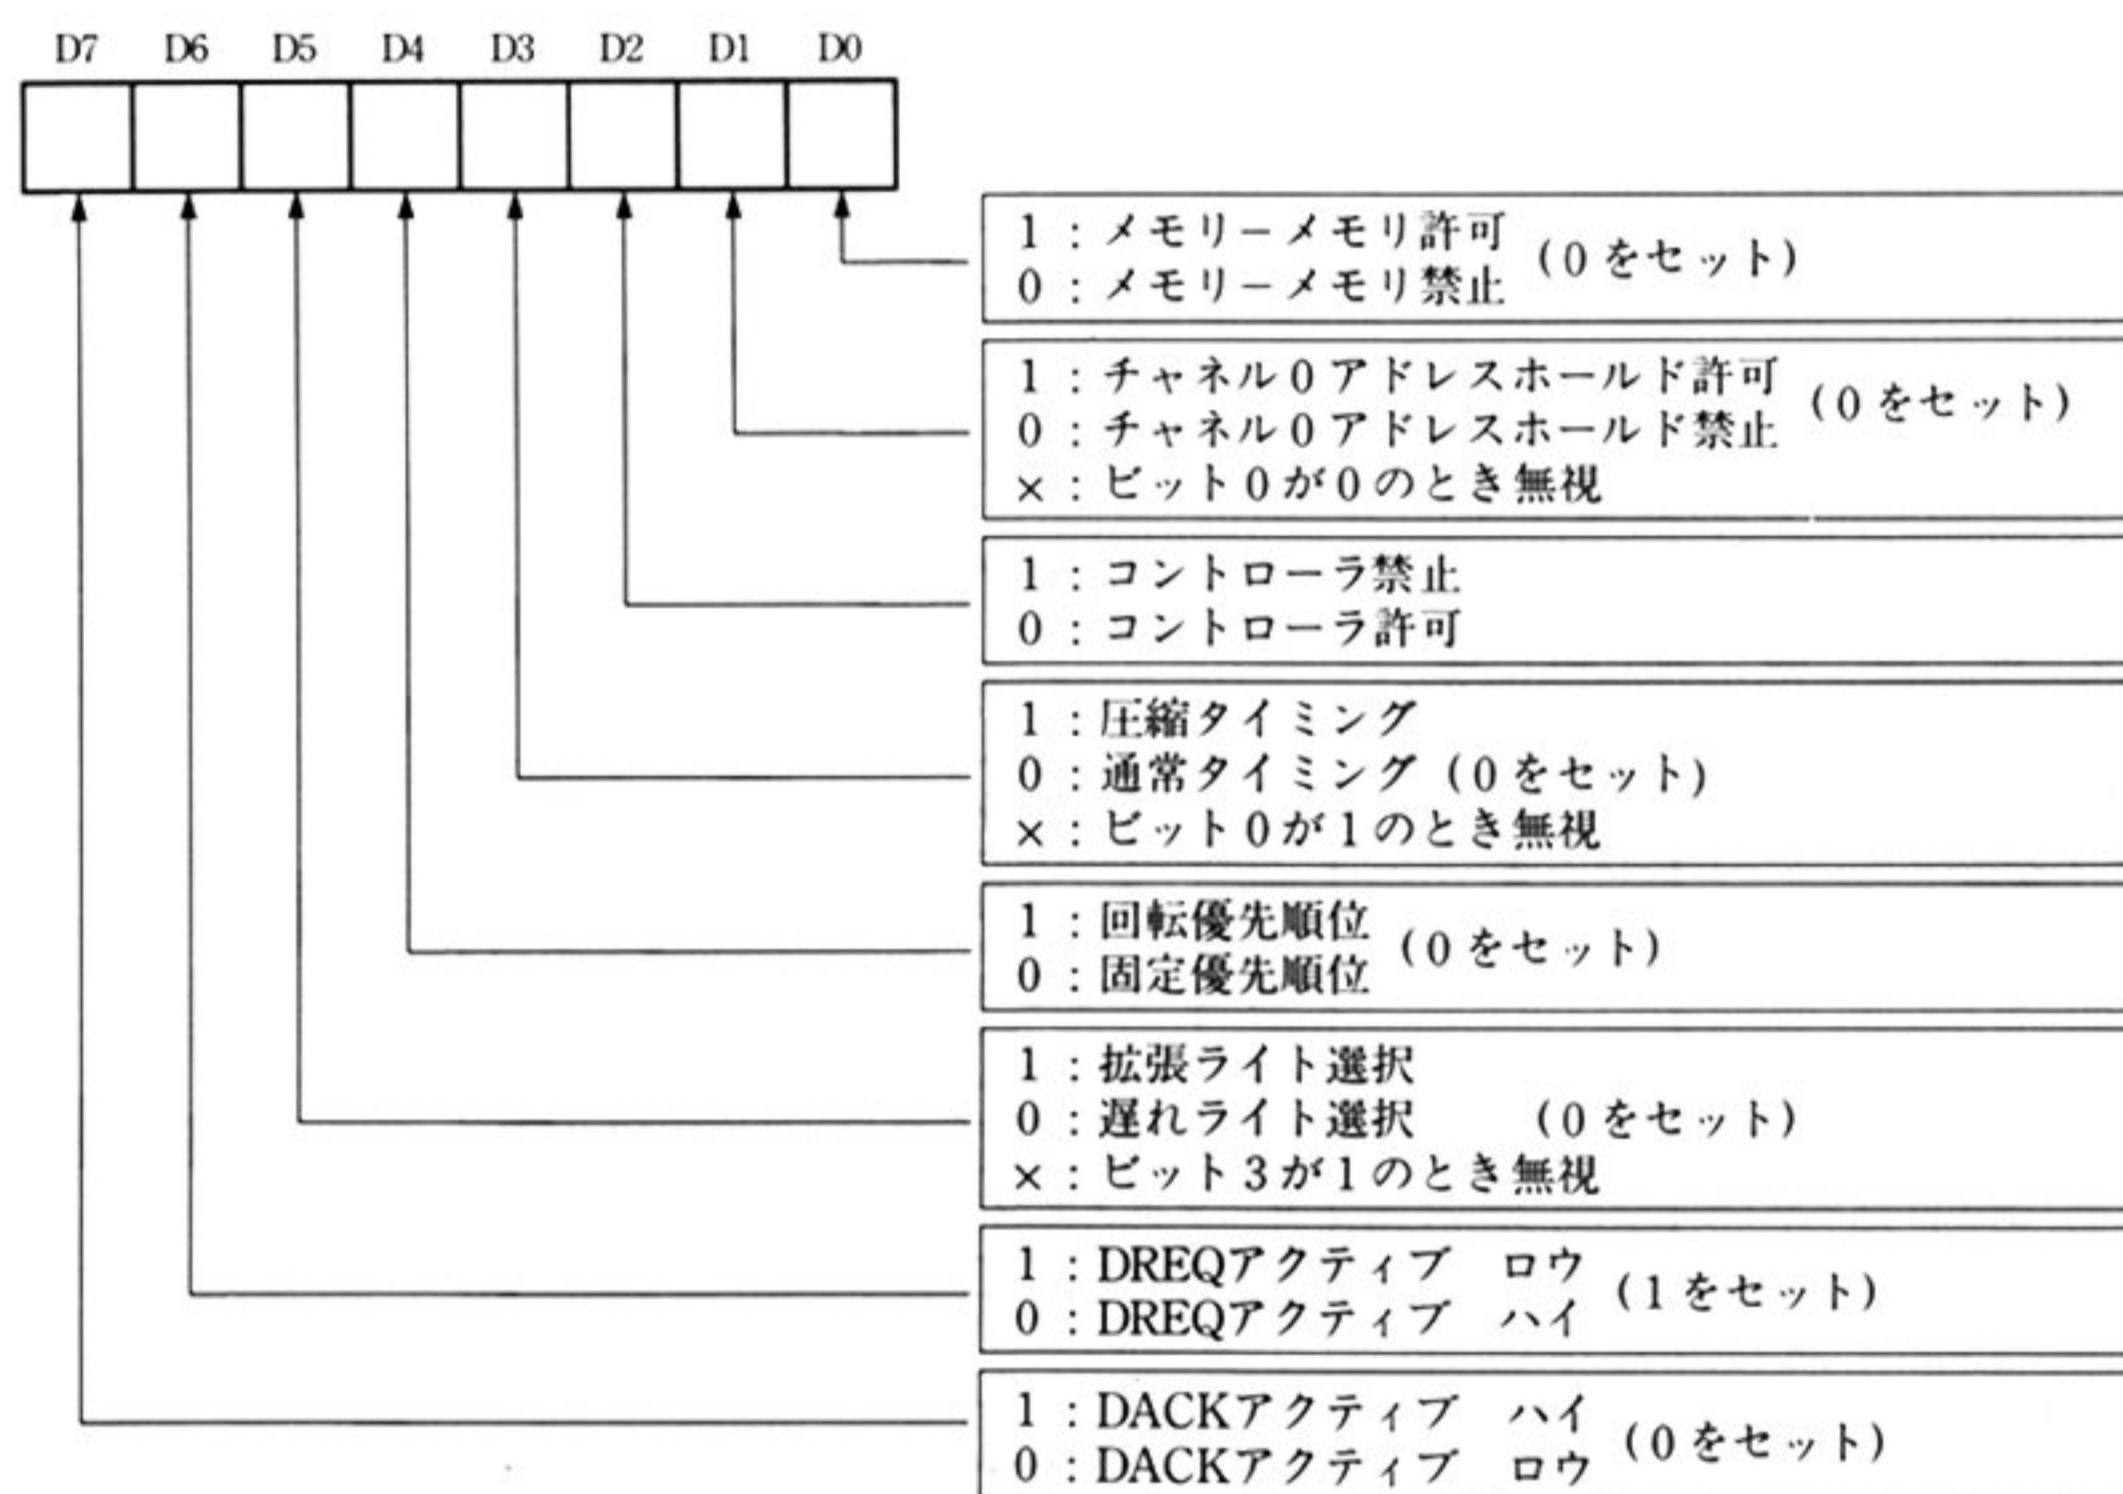 D7 D6 D5 D4 D3 D2 D1 D0
1：メモリ－メモリ許可
0：メモリ－メモリ禁止
(0をセット)
1：チャネル0アドレスホールド許可
0：チャネル0アドレスホールド禁止
(0をセット)
×：ビット0が0のとき無視
1：コントローラ禁止
0：コントローラ許可
1：圧縮タイミング
0：通常タイミング(0をセット)
×：ビット0が1のとき無視
1：回転優先順位
0：固定優先順位
(0をセット)
1：拡張ライト選択
0：遅れライト選択 (0をセット)
×：ビット3が1のとき無視
1：DREQアクティブ ロウ
0：DREQアクティブ ハイ
(1をセット)
1：DACKアクティブ ハイ
0：DACKアクティブ ロウ
(0をセット)